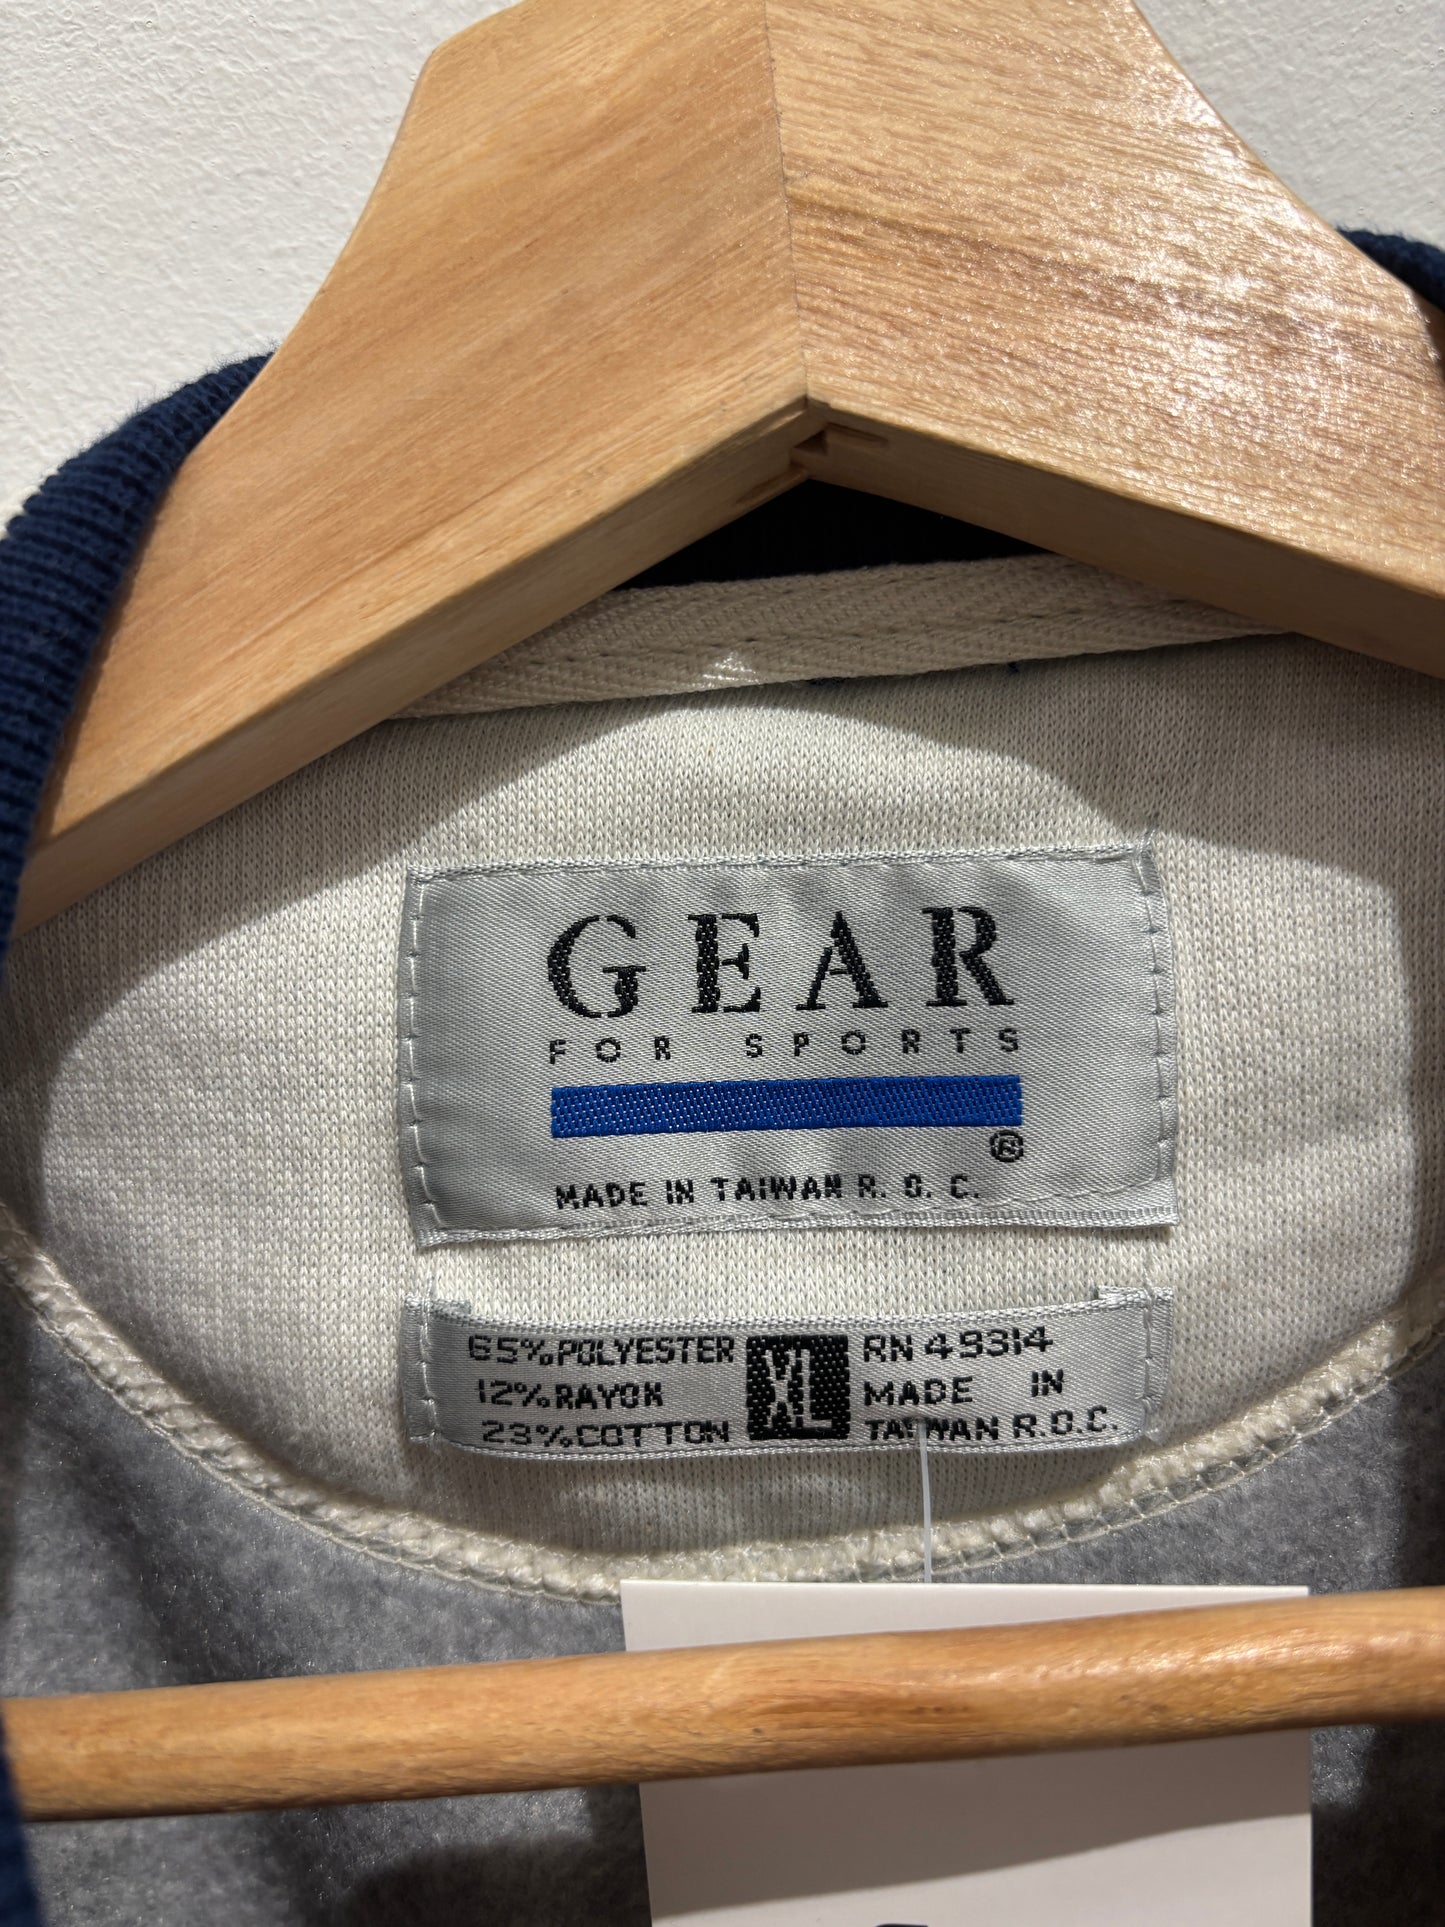 GEAR
FOR SPORTS
®
MADE IN TAIWAN R. O. C.
65% POLYESTER
12% RAYON
23% COTTON
XL
RN 49314
MADE IN
TAIWAN R.O.C.